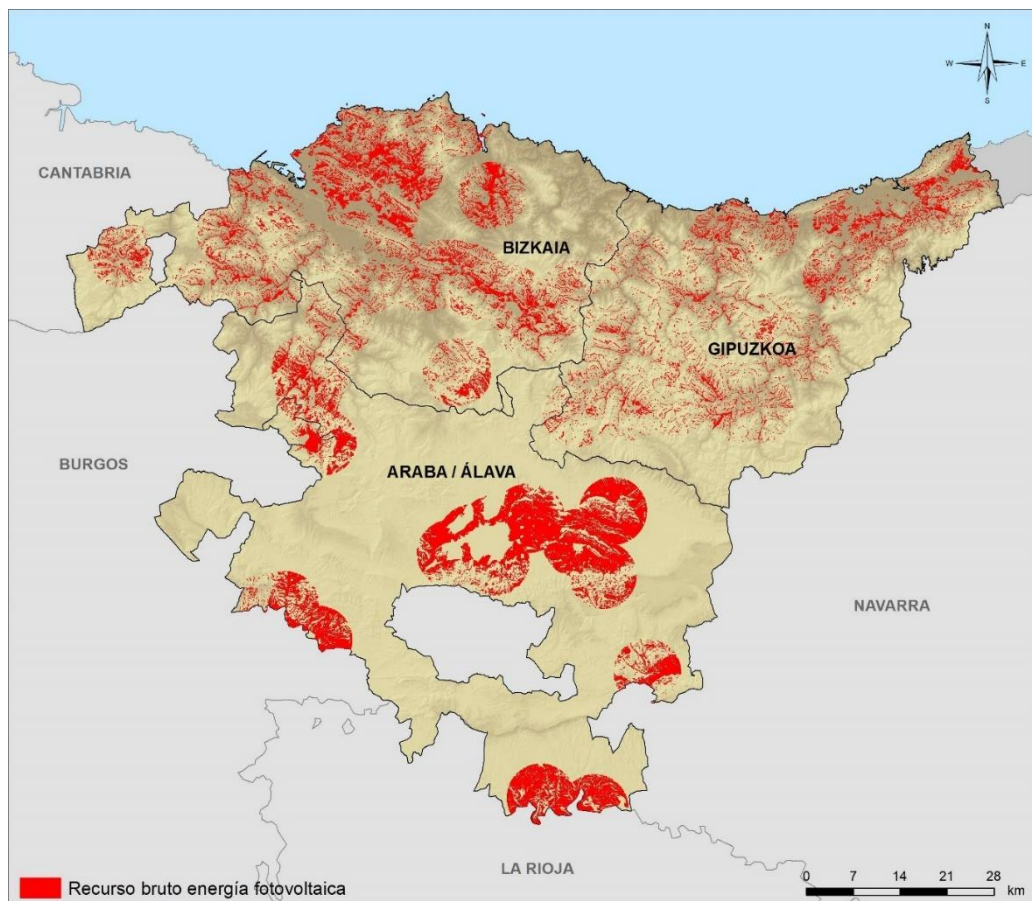 N
W E
S
CANTABRIA
BIZKAIA
GIPUZKOA
BURGOS
ARABA / ÁLAVA
NAVARRA
LA RIOJA
Recurso bruto energía fotovoltaica
0 7 14 21 28
km